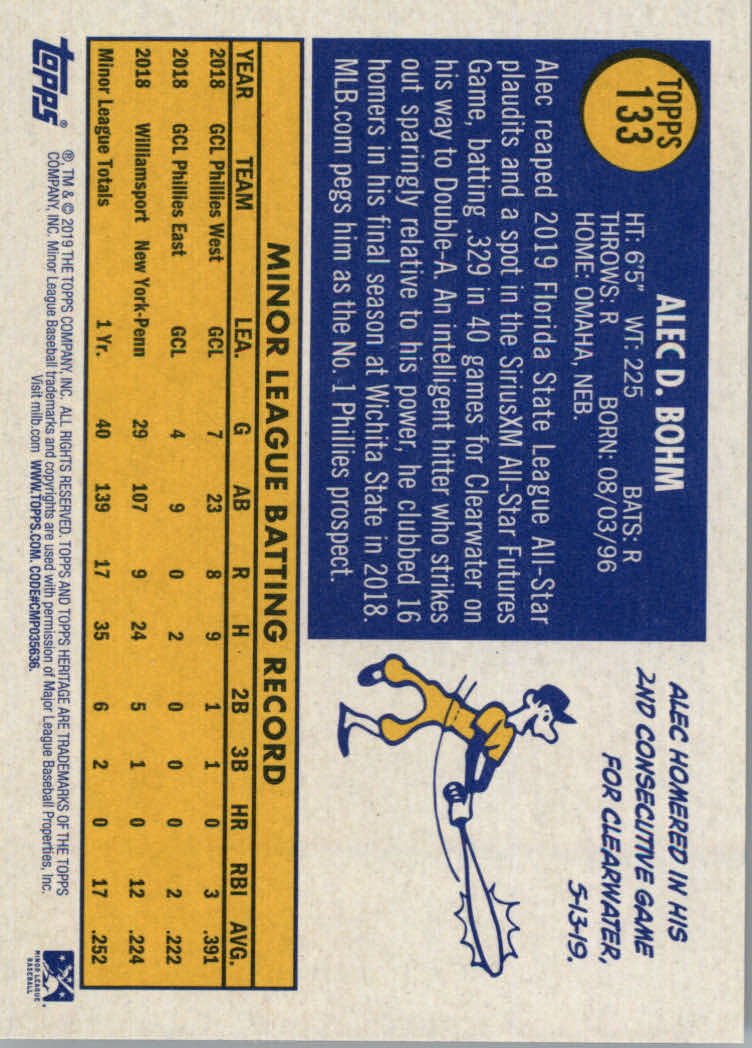 TOPPS
133
ALEC D. BOHM
HT: 6'5" WT: 225 BATS: R
THROWS: R BORN: 08/03/96
HOME: OMAHA, NEB.
Alec reaped 2019 Florida State League All-Star
plaudits and a spot in the SiriusXM All-Star Futures
Game, batting .329 in 40 games for Clearwater on
his way to Double-A. An intelligent hitter who strikes
out sparingly relative to his power, he clubbed 16
homers in his final season at Wichita State in 2018.
MLB.com pegs him as the No. 1 Phillies prospect.
ALEC HOMERED IN HIS
2ND CONSECUTIVE GAME
FOR CLEARWATER,
5-13-19.
MINOR LEAGUE BATTING RECORD
YEAR TEAM LEA. G AB R H 2B 3B HR RBI AVG.
2018 GCL Phillies West GCL 7 23 8 9 1 1 0 3 .391
2018 GCL Phillies East GCL 4 9 0 2 0 0 0 2 .222
2018 Williamsport New York-Penn 29 107 9 24 5 1 0 12 .224
Minor League Totals 1 Yr. 40 139 17 35 6 2 0 17 .252
topps®
® TM & © 2019 THE TOPPS COMPANY, INC. ALL RIGHTS RESERVED. TOPPS AND TOPPS HERITAGE ARE TRADEMARKS OF THE TOPPS
COMPANY, INC. Minor League Baseball trademarks and copyrights are used with permission of Major League Baseball Properties, Inc.
Visit milb.com WWW.TOPPS.COM. CODE#CMP035636.
MINOR LEAGUE
BASEBALL